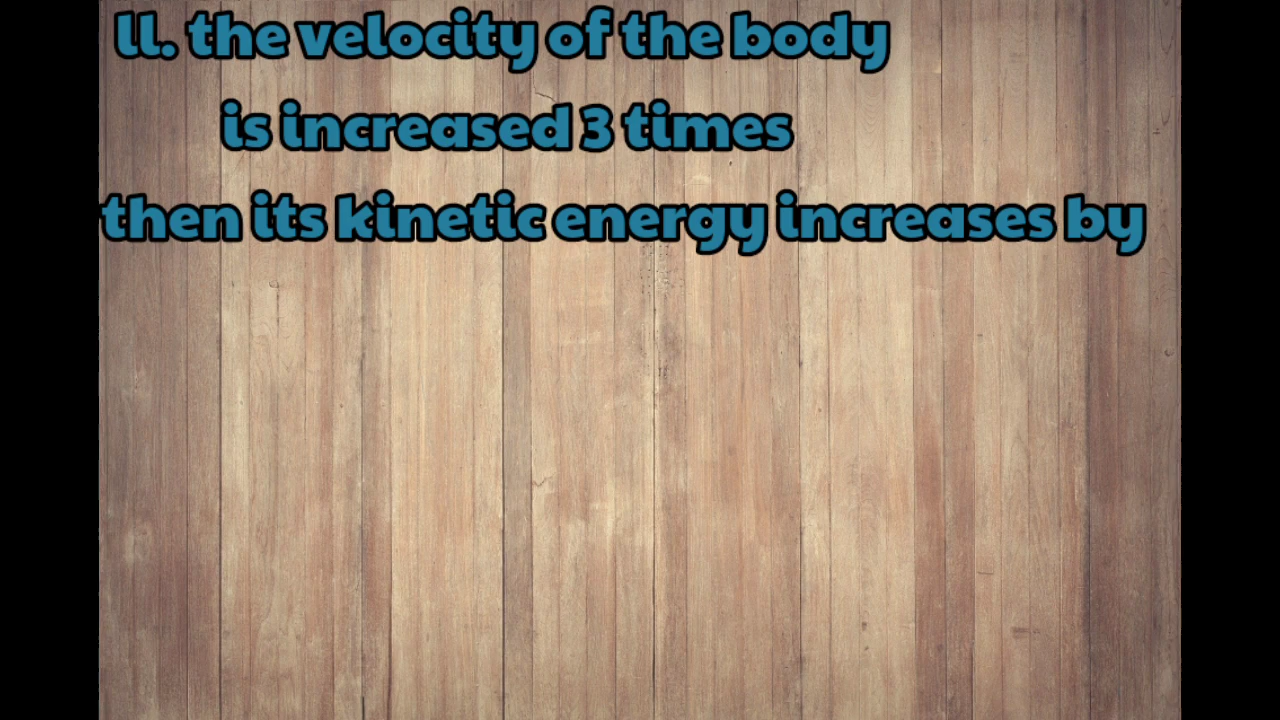 ll. the velocity of the body
is increased 3 times
then its kinetic energy increases by